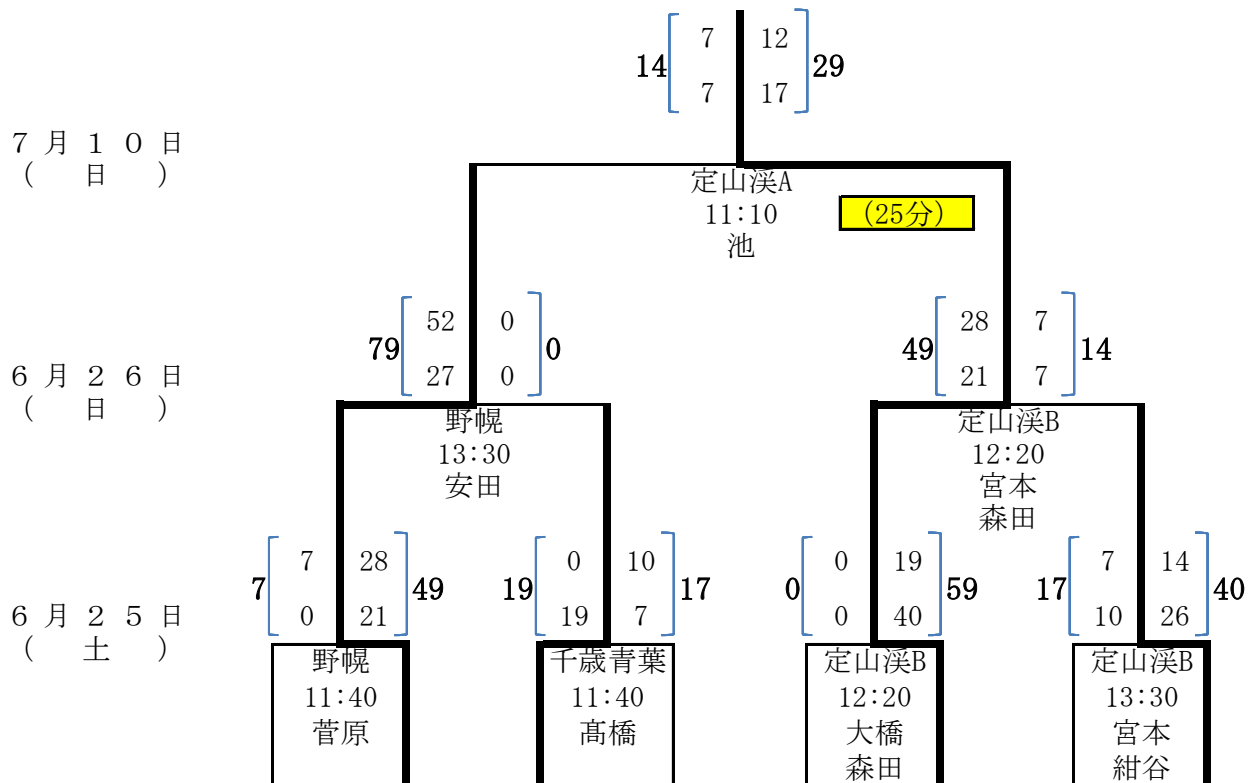 7 12
14 29
7 17
７月１０日
( 日 )
定山渓A
11:10
(25分)
池
52 0 28 7
79 0 49 14
27 0 21 7
６月２６日
( 日 )
野幌 定山渓B
13:30 12:20
安田 宮本
森田
7 28 0 10 0 19 7 14
7 49 19 17 0 59 17 40
0 21 19 7 0 40 10 26
６月２５日
( 土 )
野幌 千歳青葉 定山渓B 定山渓B
11:40 11:40 12:20 13:30
菅原 髙橋 大橋 宮本
森田 紺谷